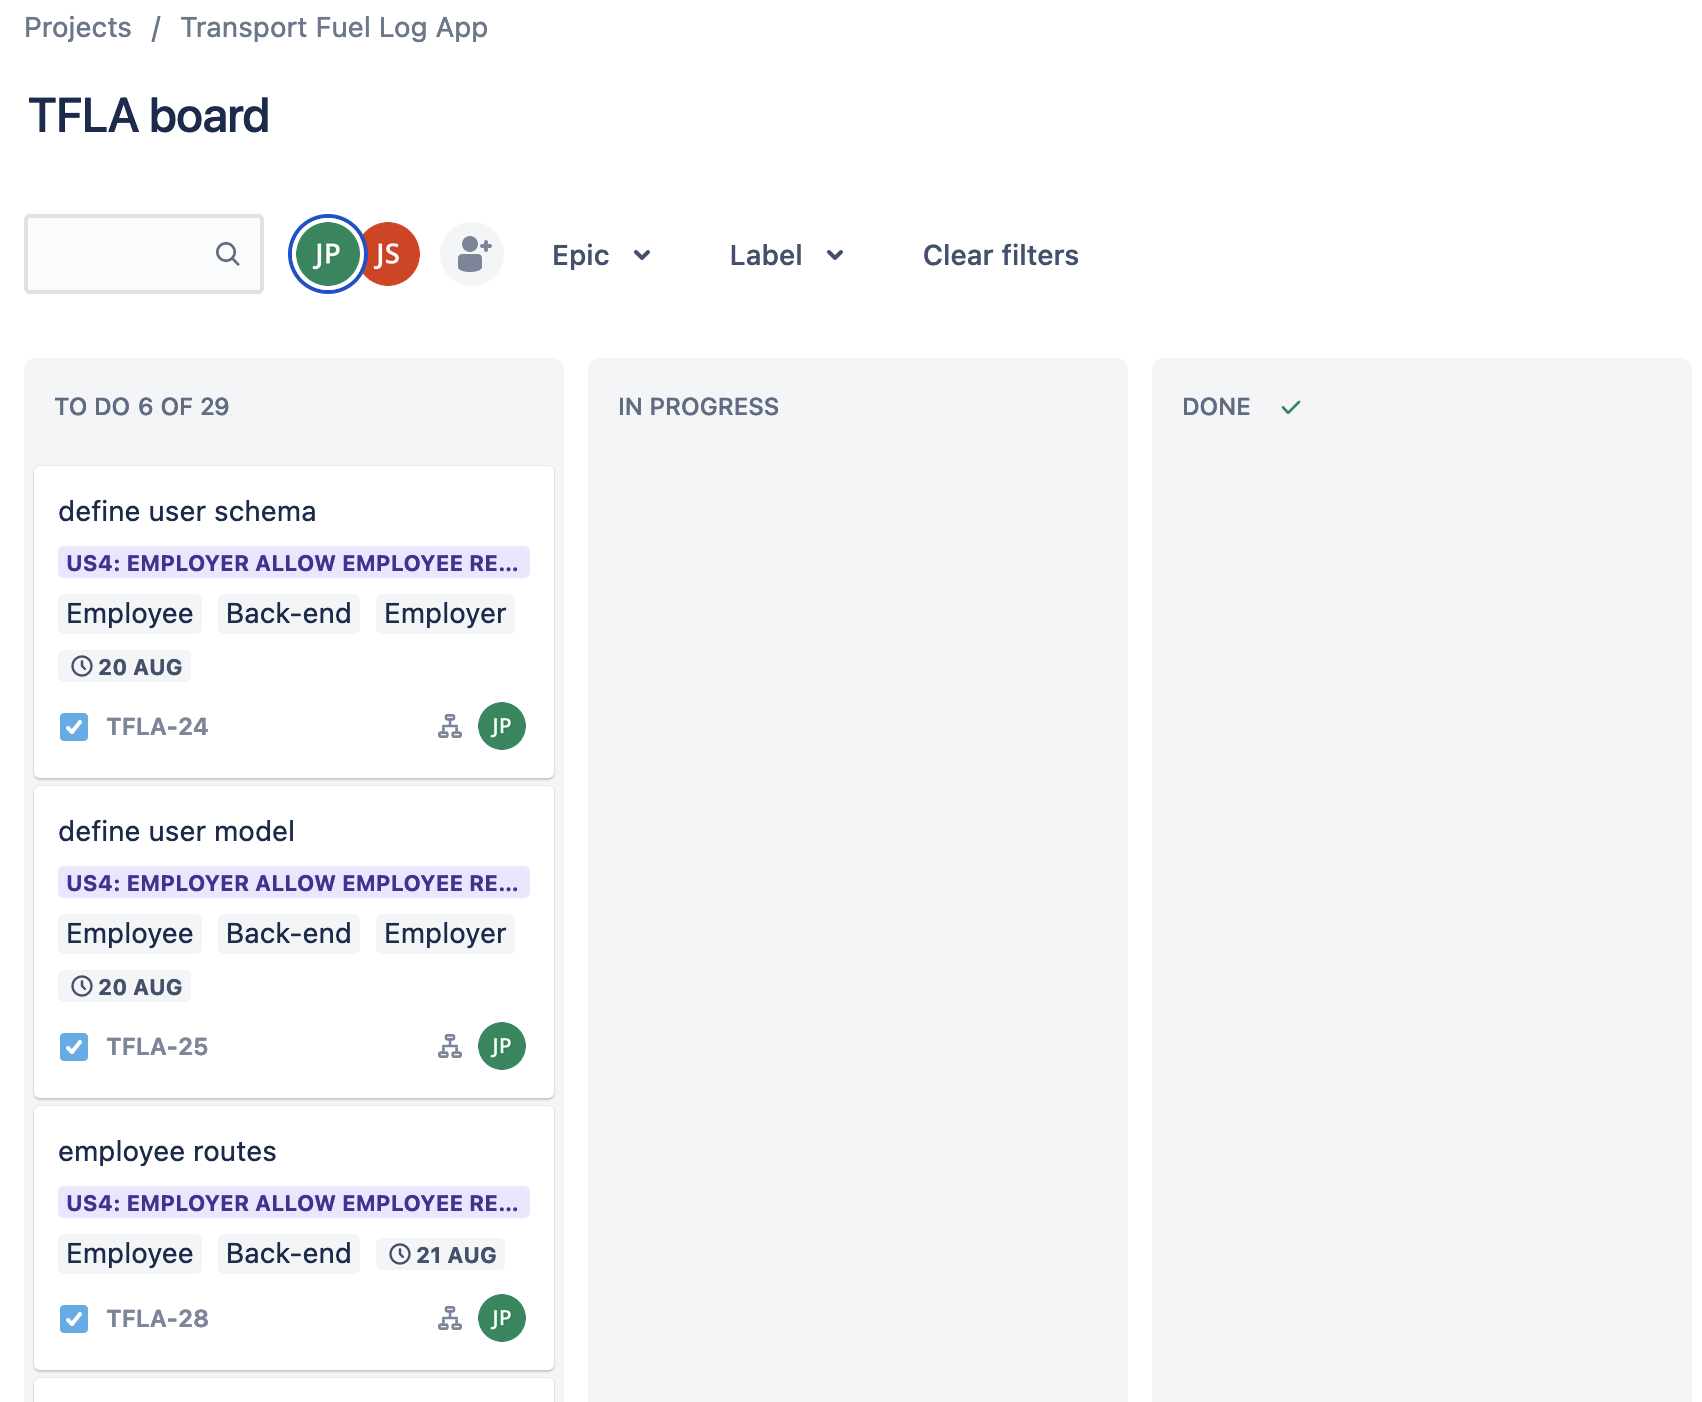 Projects / Transport Fuel Log App
TFLA board
JP JS Epic Label Clear filters
TO DO 6 OF 29
define user schema
US4: EMPLOYER ALLOW EMPLOYEE RE...
Employee Back-end Employer
20 AUG
TFLA-24 JP
define user model
US4: EMPLOYER ALLOW EMPLOYEE RE...
Employee Back-end Employer
20 AUG
TFLA-25 JP
employee routes
US4: EMPLOYER ALLOW EMPLOYEE RE...
Employee Back-end 21 AUG
TFLA-28 JP
IN PROGRESS
DONE